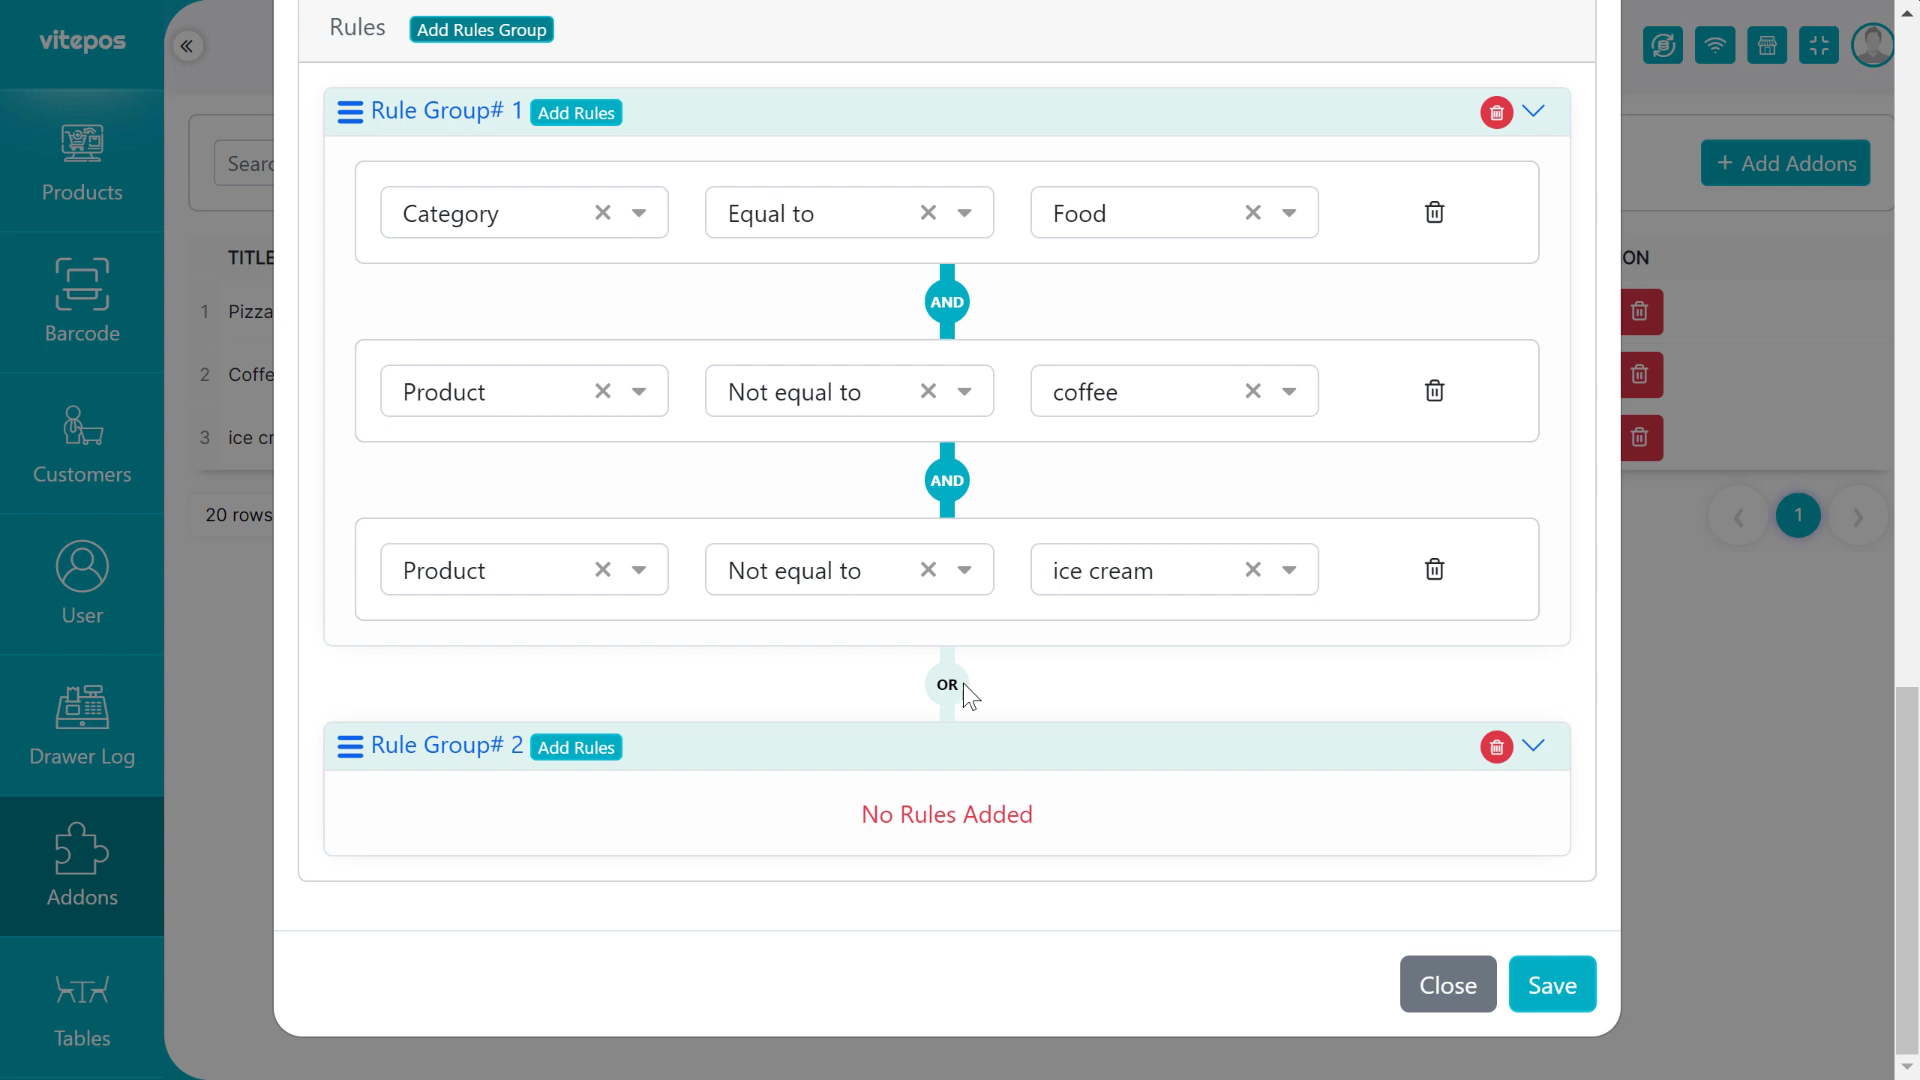 vitepos
Rules
Add Rules Group
Rule Group# 1
Add Rules
Searc
+ Add Addons
Products
Category
Equal to
Food
TITLE
ON
AND
1
Pizza
Barcode
2
Coffe
Product
Not equal to
coffee
3
ice cr
Customers
AND
20 rows
1
Product
Not equal to
ice cream
User
OR
Rule Group# 2
Add Rules
Drawer Log
No Rules Added
Addons
Close
Save
Tables